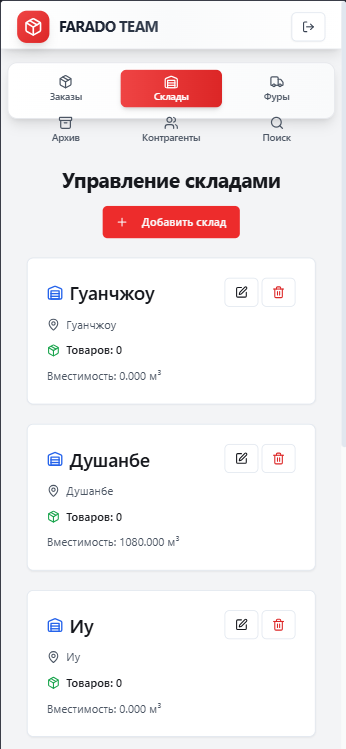 FARADO TEAM
Заказы
Склады
Фуры
Архив
Контрагенты
Поиск
Управление складами
+ Добавить склад
Гуанчжоу
Гуанчжоу
Товаров: 0
Вместимость: 0.000 м³
Душанбе
Душанбе
Товаров: 0
Вместимость: 1080.000 м³
Иу
Иу
Товаров: 0
Вместимость: 0.000 м³